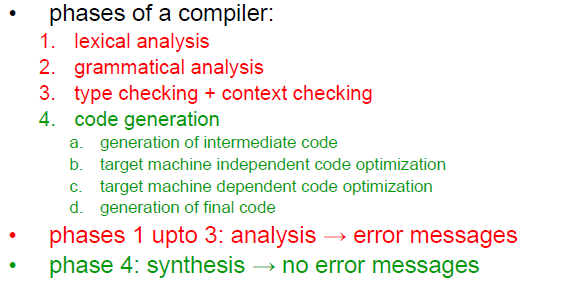 • phases of a compiler:
1. lexical analysis
2. grammatical analysis
3. type checking + context checking
4. code generation
a. generation of intermediate code
b. target machine independent code optimization
c. target machine dependent code optimization
d. generation of final code
• phases 1 upto 3: analysis → error messages
• phase 4: synthesis → no error messages